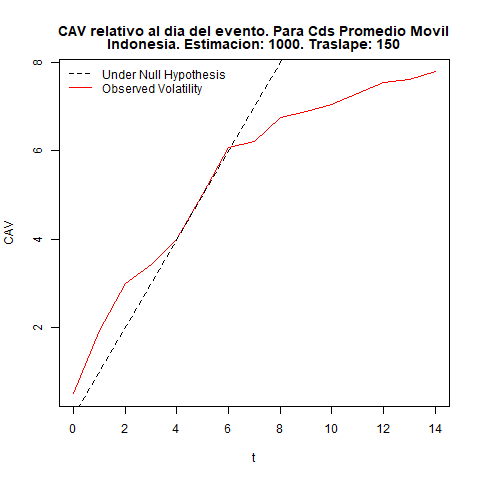 CAV relativo al dia del evento. Para Cds Promedio Movil
Indonesia. Estimacion: 1000. Traslape: 150
Under Null Hypothesis
Observed Volatility
8
6
4
2
CAV
0 2 4 6 8 10 12 14
t